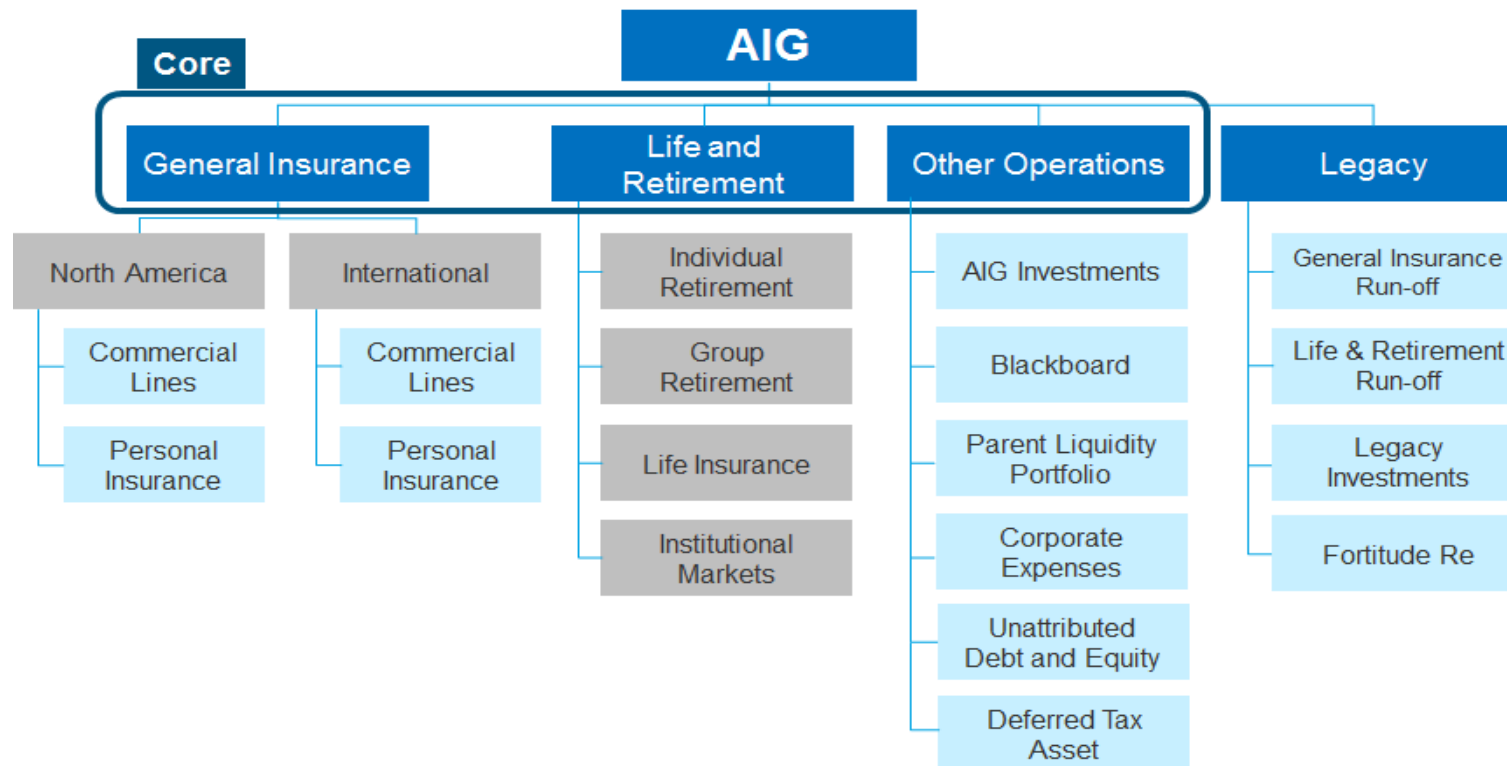 AIG
Core
General Insurance
Life and
Retirement
Other Operations
Legacy
North America
Commercial
Lines
Personal
Insurance
International
Commercial
Lines
Personal
Insurance
Individual
Retirement
Group
Retirement
Life Insurance
Institutional
Markets
AIG Investments
Blackboard
Parent Liquidity
Portfolio
Corporate
Expenses
Unattributed
Debt and Equity
Deferred Tax
Asset
General Insurance
Run-off
Life & Retirement
Run-off
Legacy
Investments
Fortitude Re